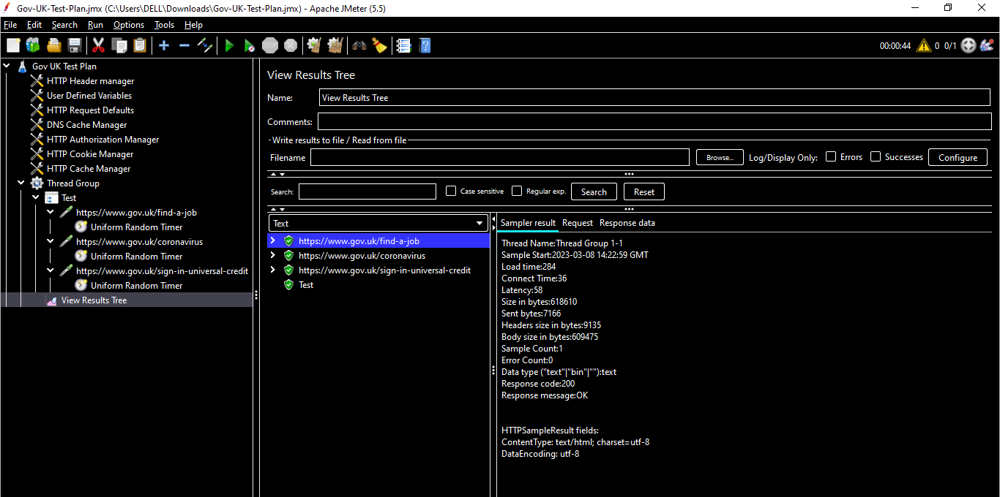 Gov-UK-Test-Plan.jmx (C:\Users\DELL\Downloads\Gov-UK-Test-Plan.jmx) - Apache JMeter (5.5)
File Edit Search Run Options Tools Help
00:00:44 0 0/1
Gov UK Test Plan
HTTP Header manager
User Defined Variables
HTTP Request Defaults
DNS Cache Manager
HTTP Authorization Manager
HTTP Cookie Manager
HTTP Cache Manager
Thread Group
Test
https://www.gov.uk/find-a-job
Uniform Random Timer
https://www.gov.uk/coronavirus
Uniform Random Timer
https://www.gov.uk/sign-in-universal-credit
Uniform Random Timer
View Results Tree
View Results Tree
Name: View Results Tree
Comments:
Write results to file / Read from file
Filename Browse... Log/Display Only: Errors Successes Configure
Search: Case sensitive Regular exp. Search Reset
Text
https://www.gov.uk/find-a-job
https://www.gov.uk/coronavirus
https://www.gov.uk/sign-in-universal-credit
Test
Sampler result Request Response data
Thread Name:Thread Group 1-1
Sample Start:2023-03-08 14:22:59 GMT
Load time:284
Connect Time:36
Latency:58
Size in bytes:618610
Sent bytes:7166
Headers size in bytes:9135
Body size in bytes:609475
Sample Count:1
Error Count:0
Data type ("text"|"bin"|""):text
Response code:200
Response message:OK
HTTPSampleResult fields:
ContentType: text/html; charset=utf-8
DataEncoding: utf-8